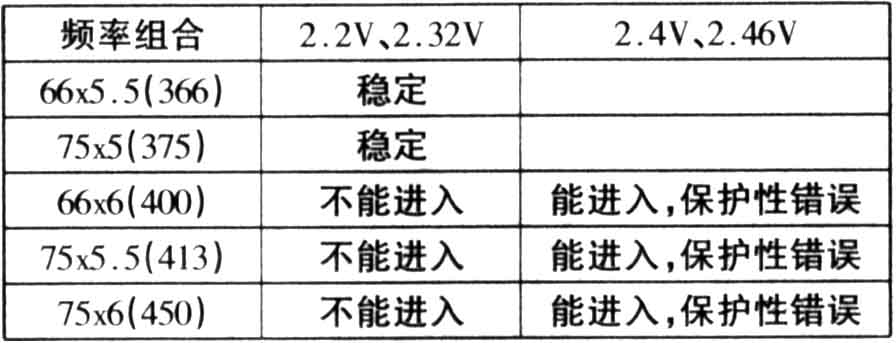 频率组合 2.2V、2.32V 2.4V、2.46V
66x5.5(366) 稳定
75x5(375) 稳定
66x6(400) 不能进入 能进入,保护性错误
75x5.5(413) 不能进入 能进入,保护性错误
75x6(450) 不能进入 能进入,保护性错误